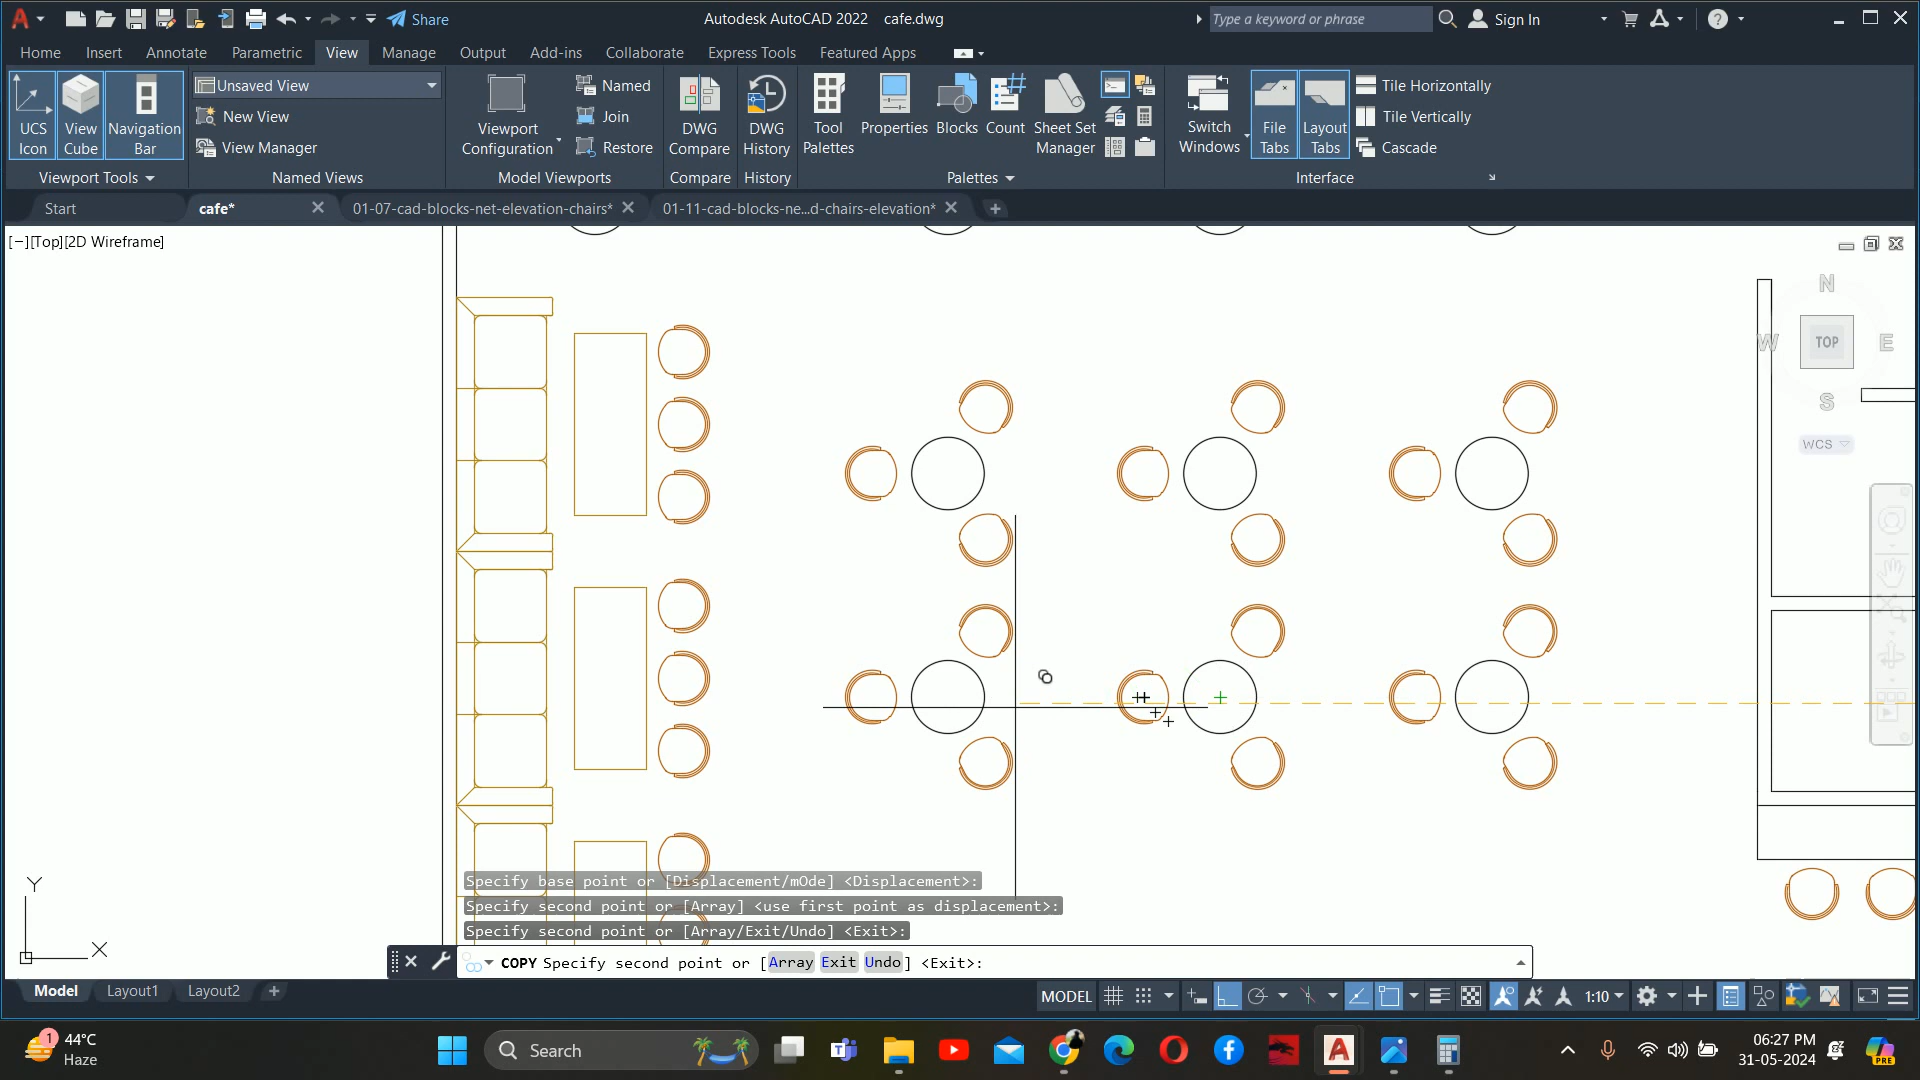 Share
Autodesk AutoCAD 2022 cafe.dwg
Type a keyword or phrase
Sign In
Home Insert Annotate Parametric View Manage Output Add-ins Collaborate Express Tools Featured Apps
UCS Icon
View Cube
Navigation Bar
Unsaved View
New View
View Manager
Viewport Configuration
Named
Join
Restore
DWG Compare
DWG History
Tool Palettes
Properties
Blocks
Count
Sheet Set Manager
Switch Windows
File Tabs
Layout Tabs
Tile Horizontally
Tile Vertically
Cascade
Viewport Tools Named Views Model Viewports Compare History Palettes Interface
Start cafe* 01-07-cad-blocks-net-elevation-chairs* 01-11-cad-blocks-ne...d-chairs-elevation*
[−][Top][2D Wireframe]
N
W TOP E
S
WCS
Y
X
Specify base point or [Displacement/mOde] <Displacement>:
Specify second point or [Array] <use first point as displacement>:
Specify second point or [Array/Exit/Undo] <Exit>:
COPY Specify second point or [Array Exit Undo] <Exit>:
Model Layout1 Layout2
MODEL 1:10
1 44°C
Haze
Search
06:27 PM
31-05-2024
PRE